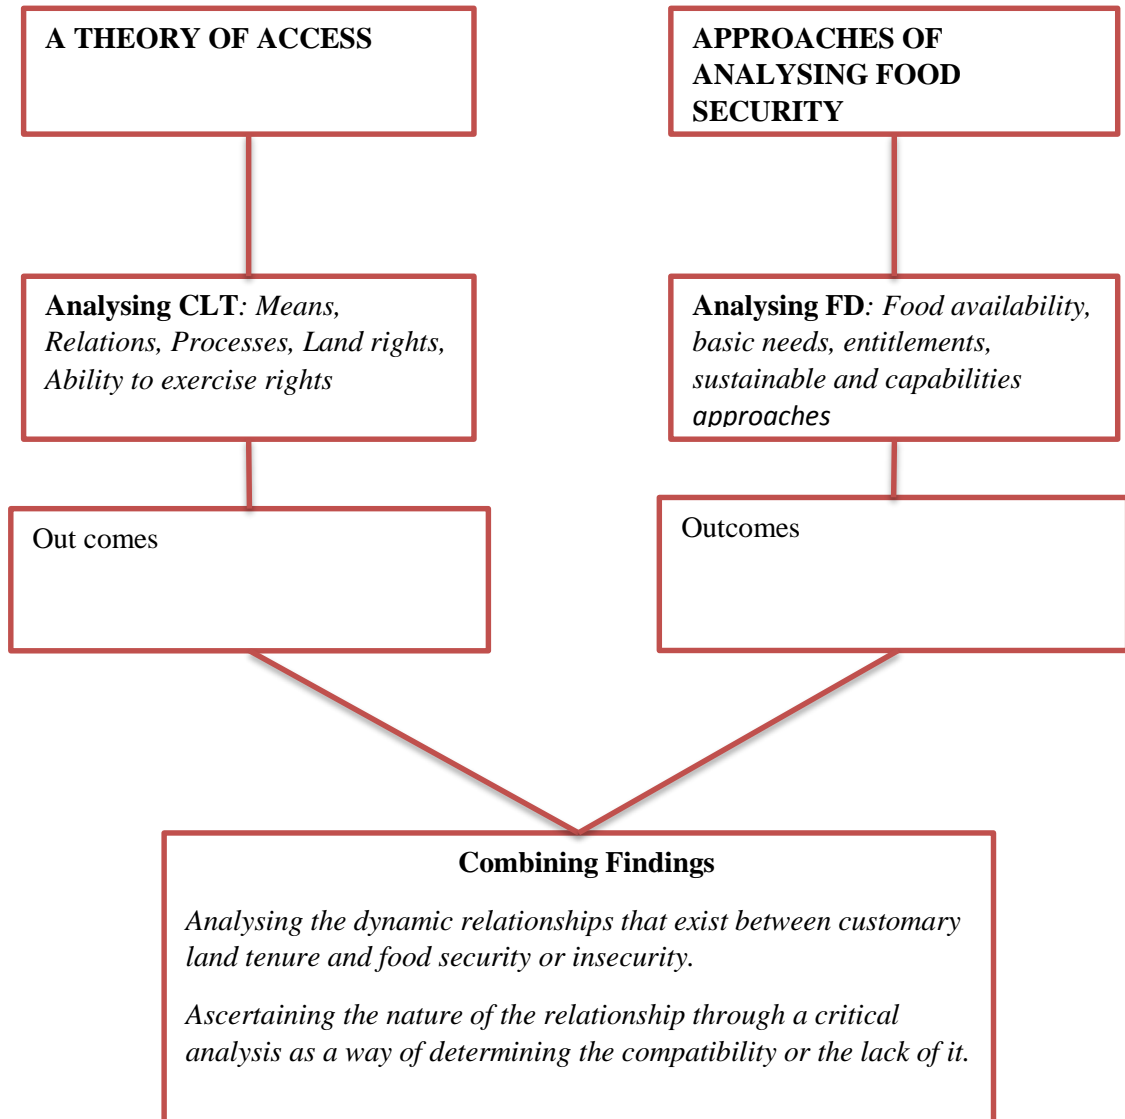 A THEORY OF ACCESS
APPROACHES OF
ANALYSING FOOD
SECURITY
Analysing CLT: Means,
Relations, Processes, Land rights,
Ability to exercise rights
Analysing FD: Food availability,
basic needs, entitlements,
sustainable and capabilities
approaches
Out comes
Outcomes
Combining Findings
Analysing the dynamic relationships that exist between customary
land tenure and food security or insecurity.
Ascertaining the nature of the relationship through a critical
analysis as a way of determining the compatibility or the lack of it.